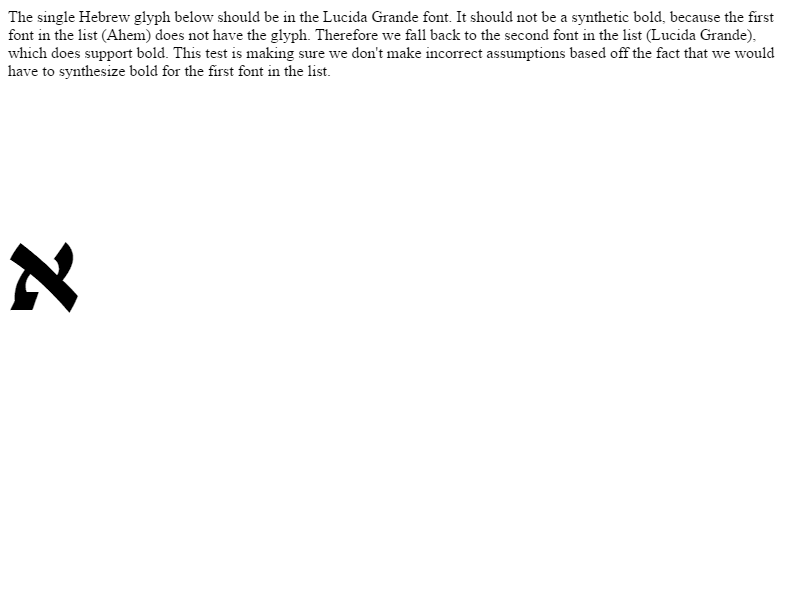 The single Hebrew glyph below should be in the Lucida Grande font. It should not be a synthetic bold, because the first
font in the list (Ahem) does not have the glyph. Therefore we fall back to the second font in the list (Lucida Grande),
which does support bold. This test is making sure we don't make incorrect assumptions based off the fact that we would
have to synthesize bold for the first font in the list.
א